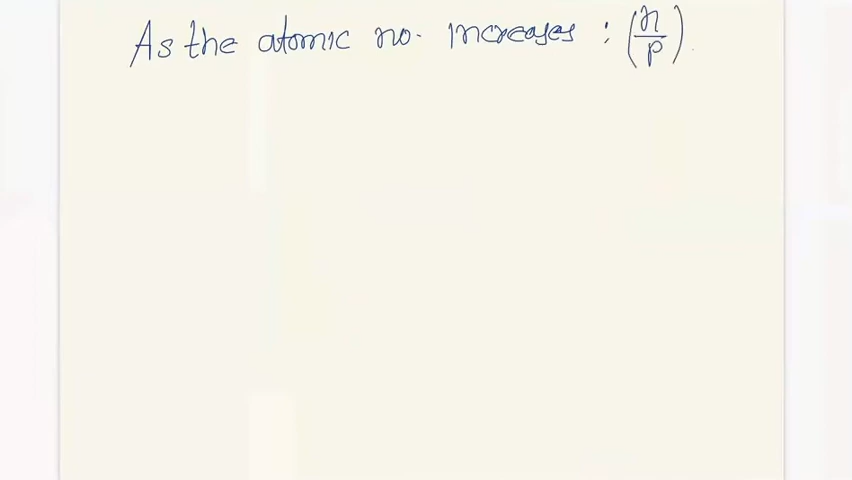 As the atomic no. increases : (n/p)